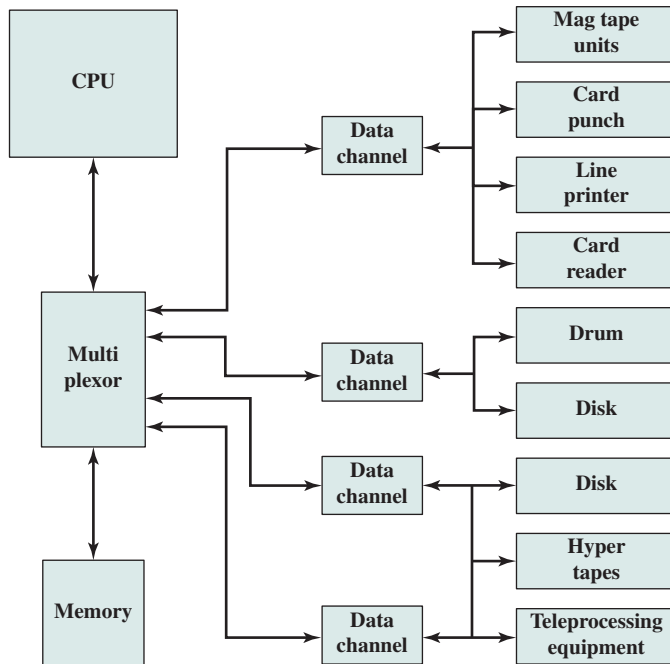 CPU
Multi
plexor
Memory
Data
channel
Data
channel
Data
channel
Data
channel
Mag tape
units
Card
punch
Line
printer
Card
reader
Drum
Disk
Disk
Hyper
tapes
Teleprocessing
equipment